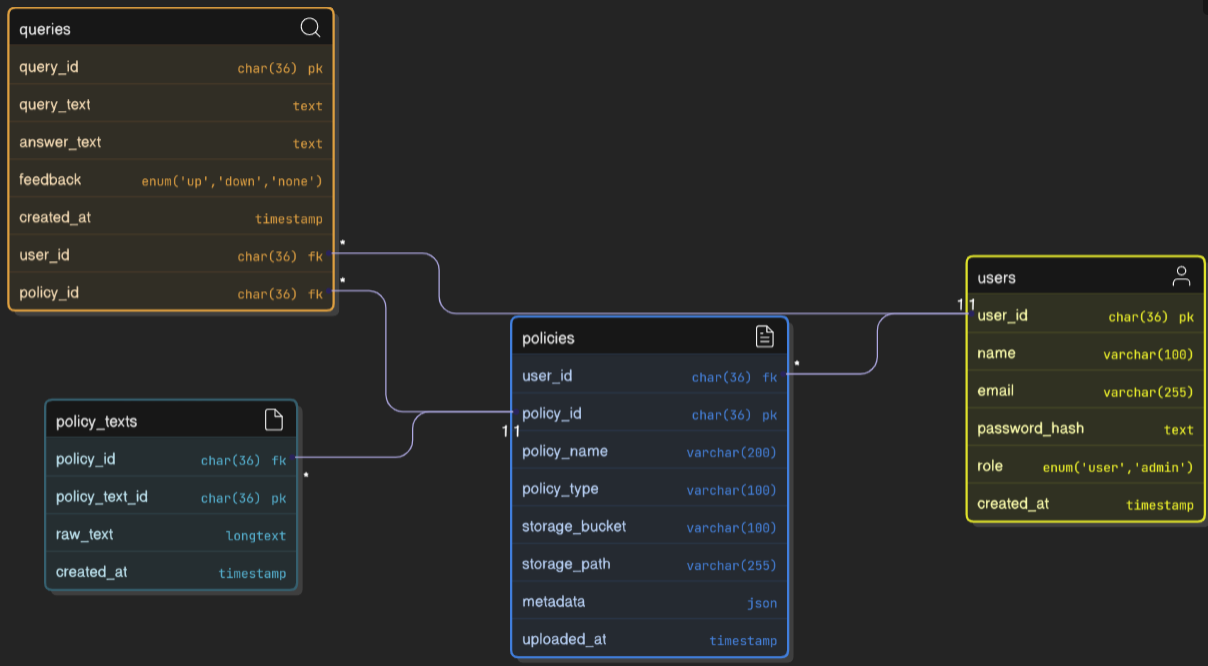 queries
query_id char(36) pk
query_text text
answer_text text
feedback enum('up','down','none')
created_at timestamp
user_id char(36) fk *
policy_id char(36) fk *
users
1 1
user_id char(36) pk
name varchar(100)
email varchar(255)
password_hash text
role enum('user','admin')
created_at timestamp
policies
user_id char(36) fk *
policy_id char(36) pk
1 1
policy_name varchar(200)
policy_type varchar(100)
storage_bucket varchar(100)
storage_path varchar(255)
metadata json
uploaded_at timestamp
policy_texts
policy_id char(36) fk *
policy_text_id char(36) pk
raw_text longtext
created_at timestamp